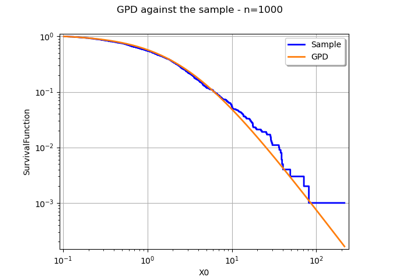 GPD against the sample - n=1000
10⁰
10⁻¹
10⁻²
10⁻³
SurvivalFunction
Sample
GPD
10⁻¹
10⁰
10¹
10²
X0